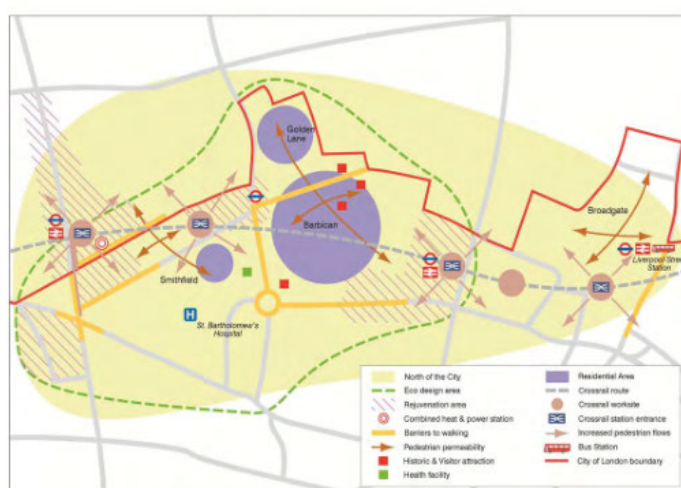 Golden
Lane
Barbican
Broadgate
Smithfield
Liverpool Street
Station
H
St. Bartholomew's
Hospital
North of the City
Eco design area
Rejuvenation area
Combined heat & power station
Barriers to walking
Pedestrian permeability
Historic & Visitor attraction
Health facility
Residential Area
Crossrail route
Crossrail worksite
Crossrail station entrance
Increased pedestrian flows
Bus Station
City of London boundary